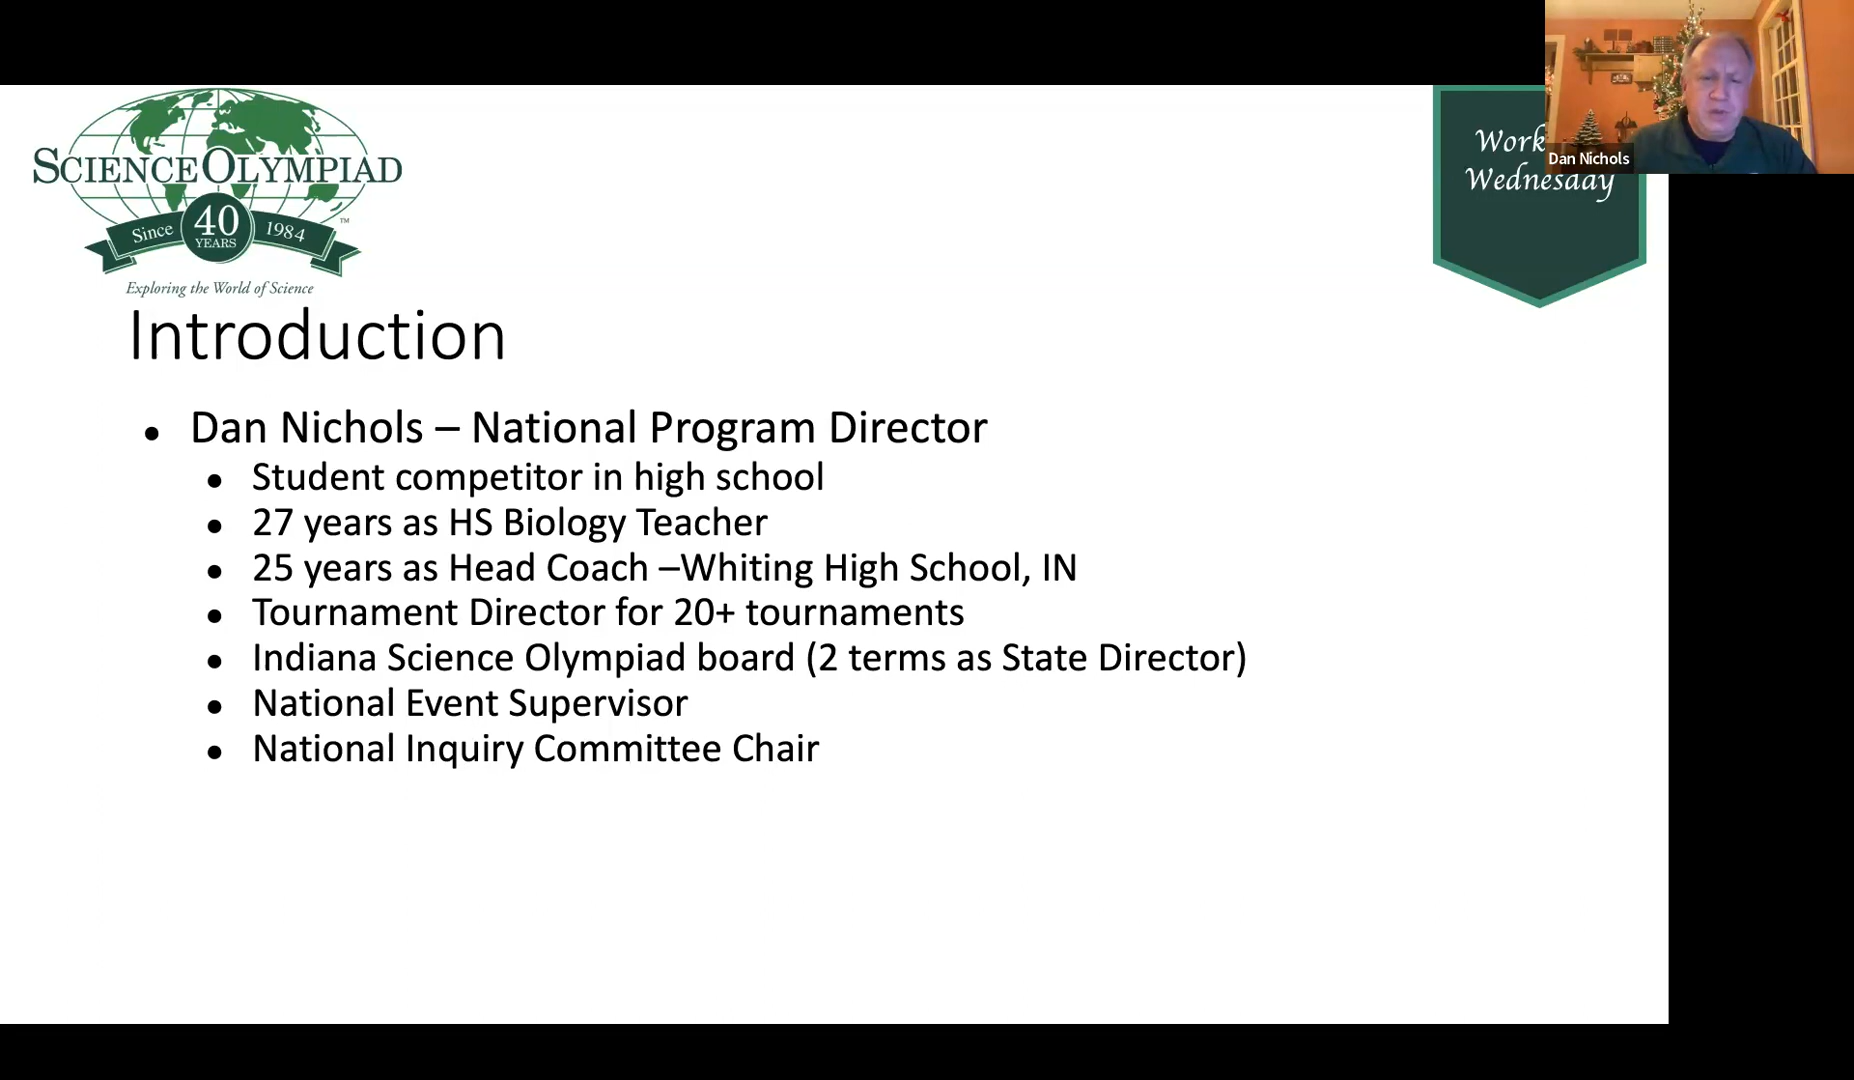 SCIENCE OLYMPIAD
Since 40 YEARS 1984
™
Exploring the World of Science
Wednesday
Dan Nichols
Introduction
• Dan Nichols – National Program Director
• Student competitor in high school
• 27 years as HS Biology Teacher
• 25 years as Head Coach –Whiting High School, IN
• Tournament Director for 20+ tournaments
• Indiana Science Olympiad board (2 terms as State Director)
• National Event Supervisor
• National Inquiry Committee Chair